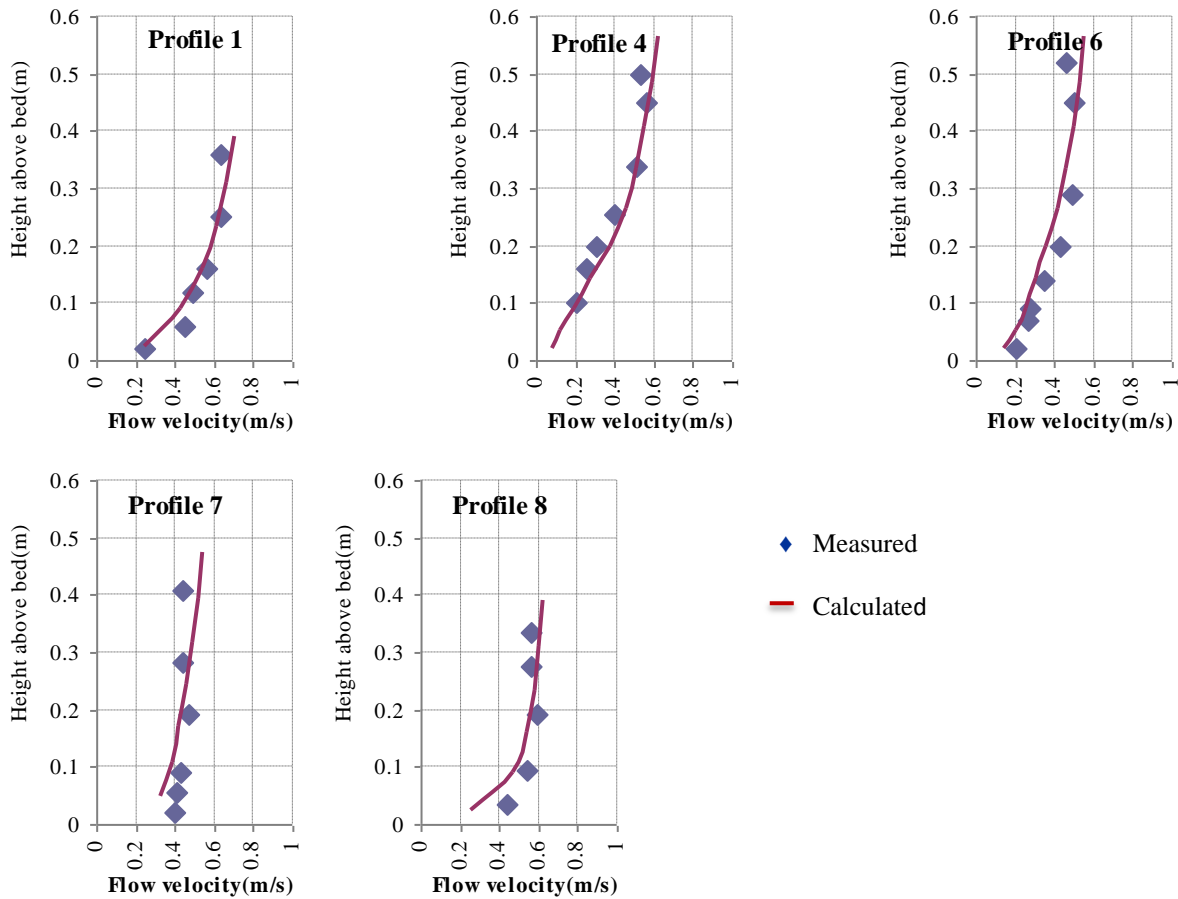 Profile 1
Height above bed(m)
0.6
0.5
0.4
0.3
0.2
0.1
0
0 0.2 0.4 0.6 0.8 1
Flow velocity(m/s)
Profile 4
Height above bed(m)
0.6
0.5
0.4
0.3
0.2
0.1
0
0 0.2 0.4 0.6 0.8 1
Flow velocity(m/s)
Profile 6
Height above bed(m)
0.6
0.5
0.4
0.3
0.2
0.1
0
0 0.2 0.4 0.6 0.8 1
Flow velocity(m/s)
Profile 7
Height above bed(m)
0.6
0.5
0.4
0.3
0.2
0.1
0
0 0.2 0.4 0.6 0.8 1
Flow velocity(m/s)
Profile 8
Height above bed(m)
0.6
0.5
0.4
0.3
0.2
0.1
0
0 0.2 0.4 0.6 0.8 1
Flow velocity(m/s)
Measured
Calculated